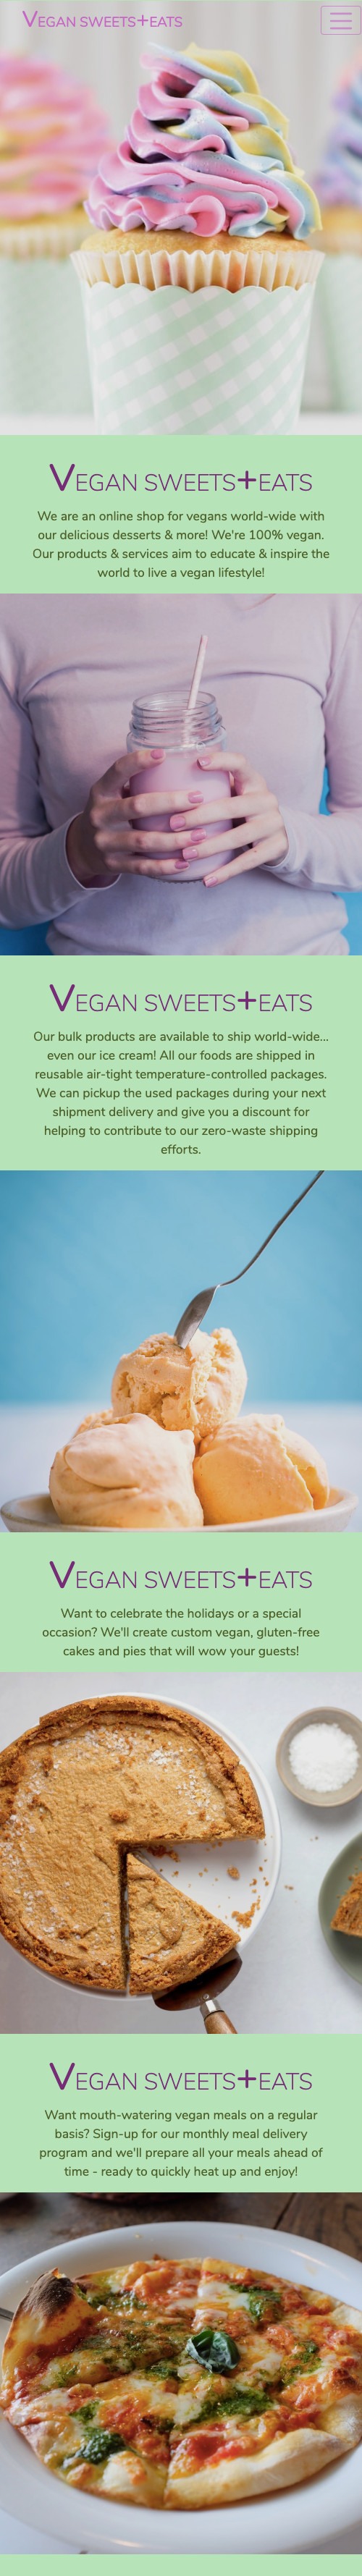 VEGAN SWEETS+EATS
VEGAN SWEETS+EATS
We are an online shop for vegans world-wide with
our delicious desserts & more! We're 100% vegan.
Our products & services aim to educate & inspire the
world to live a vegan lifestyle!
VEGAN SWEETS+EATS
Our bulk products are available to ship world-wide...
even our ice cream! All our foods are shipped in
reusable air-tight temperature-controlled packages.
We can pickup the used packages during your next
shipment delivery and give you a discount for
helping to contribute to our zero-waste shipping
efforts.
VEGAN SWEETS+EATS
Want to celebrate the holidays or a special
occasion? We'll create custom vegan, gluten-free
cakes and pies that will wow your guests!
VEGAN SWEETS+EATS
Want mouth-watering vegan meals on a regular
basis? Sign-up for our monthly meal delivery
program and we'll prepare all your meals ahead of
time - ready to quickly heat up and enjoy!